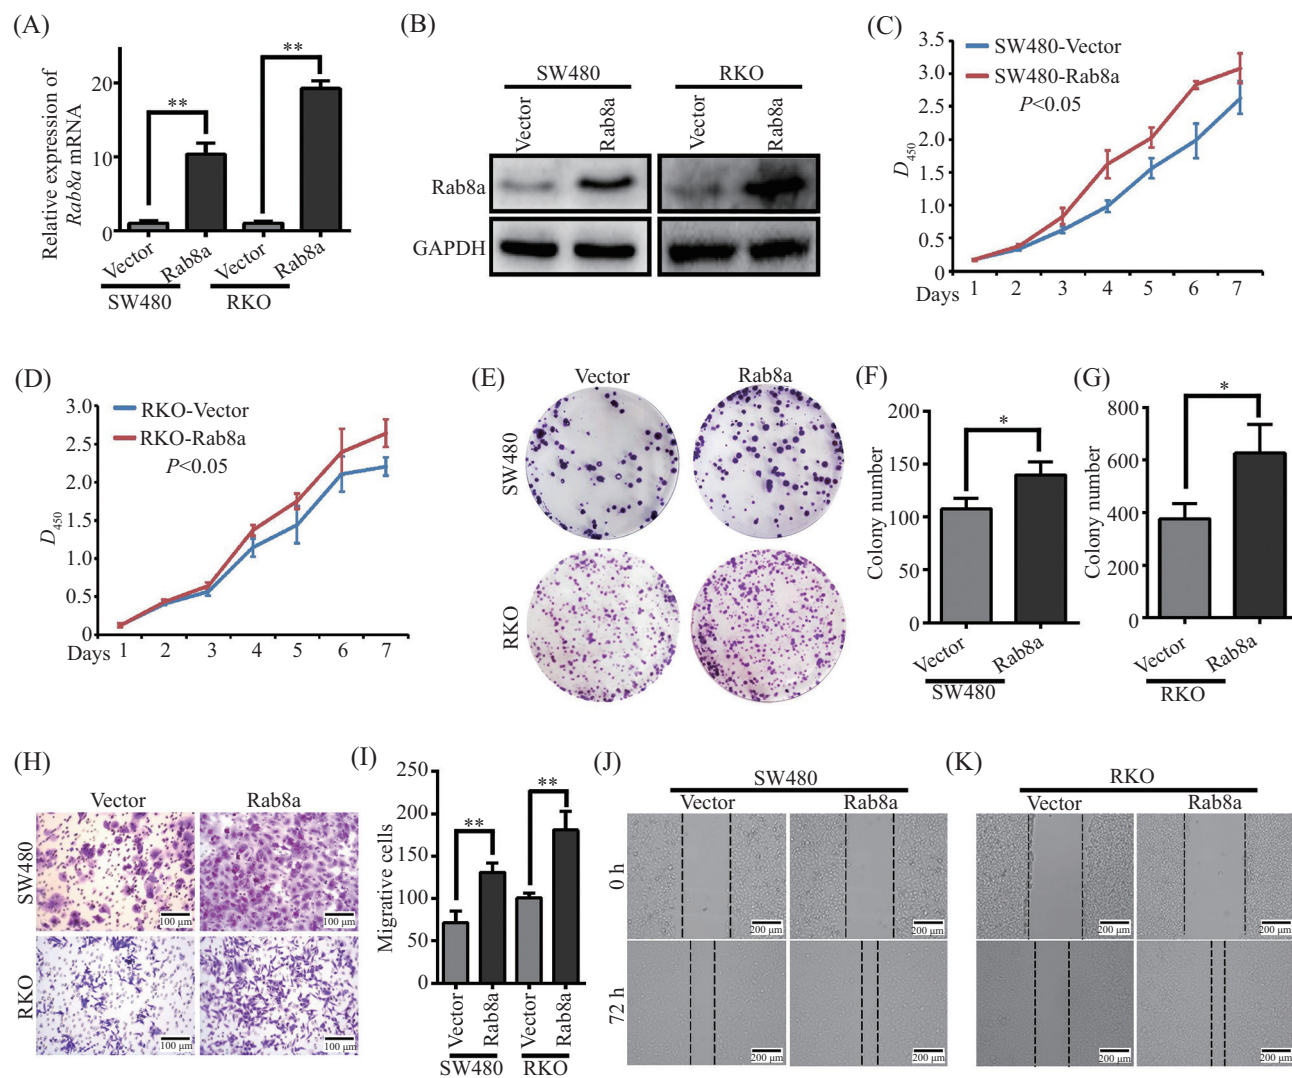 (A)
Relative expression of
Rab8a mRNA
20
10
0
**
**
Vector
Rab8a
Vector
Rab8a
SW480
RKO
(B)
SW480
RKO
Vector
Rab8a
Vector
Rab8a
Rab8a
GAPDH
(C)
SW480-Vector
SW480-Rab8a
P<0.05
D450
3.5
3.0
2.5
2.0
1.5
1.0
0.5
0
Days 1 2 3 4 5 6 7
(D)
RKO-Vector
RKO-Rab8a
P<0.05
D450
3.0
2.5
2.0
1.5
1.0
0.5
0
Days 1 2 3 4 5 6 7
(E)
Vector
Rab8a
SW480
RKO
(F)
Colony number
200
150
100
50
0
*
Vector
Rab8a
SW480
(G)
Colony number
800
600
400
200
0
*
Vector
Rab8a
RKO
(H)
Vector
Rab8a
SW480
RKO
100 μm
100 μm
100 μm
100 μm
(I)
Migrative cells
250
200
150
100
50
0
**
**
Vector
Rab8a
Vector
Rab8a
SW480
RKO
(J)
SW480
Vector
Rab8a
0 h
72 h
200 μm
200 μm
200 μm
200 μm
(K)
RKO
Vector
Rab8a
200 μm
200 μm
200 μm
200 μm